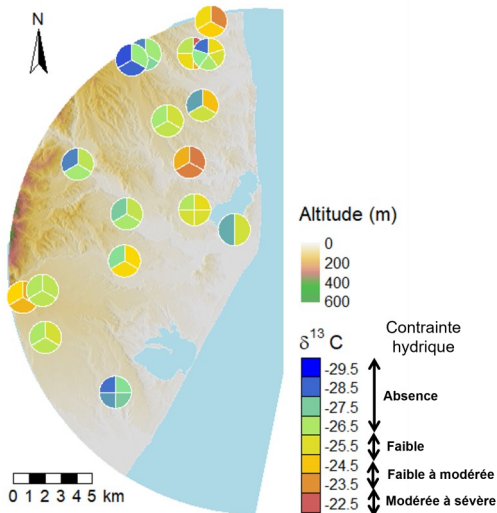 N
Altitude (m)
0
200
400
600
δ¹³ C
Contrainte
hydrique
-29.5
-28.5
-27.5
-26.5
-25.5
-24.5
-23.5
-22.5
Absence
Faible
Faible à modérée
Modérée à sévère
0 1 2 3 4 5 km